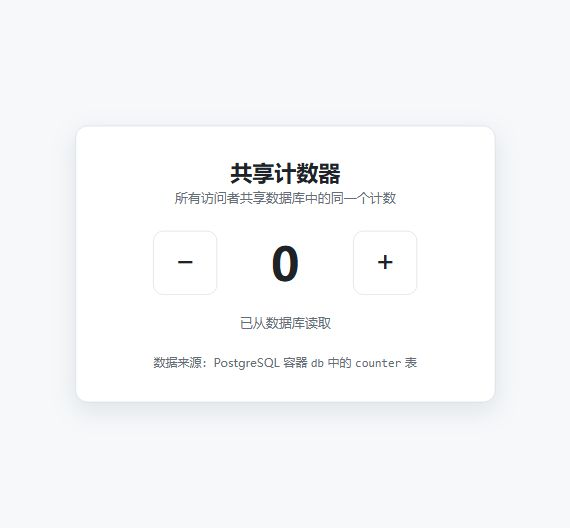 共享计数器
所有访问者共享数据库中的同一个计数
− 0 +
已从数据库读取
数据来源：PostgreSQL 容器 db 中的 counter 表